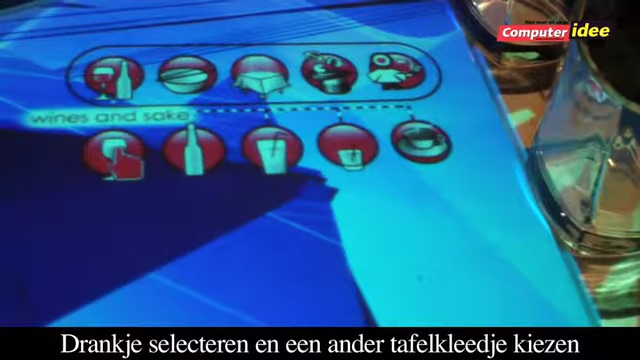 Computer idee
wines and sake
Drankje selecteren en een ander tafelkleedje kiezen